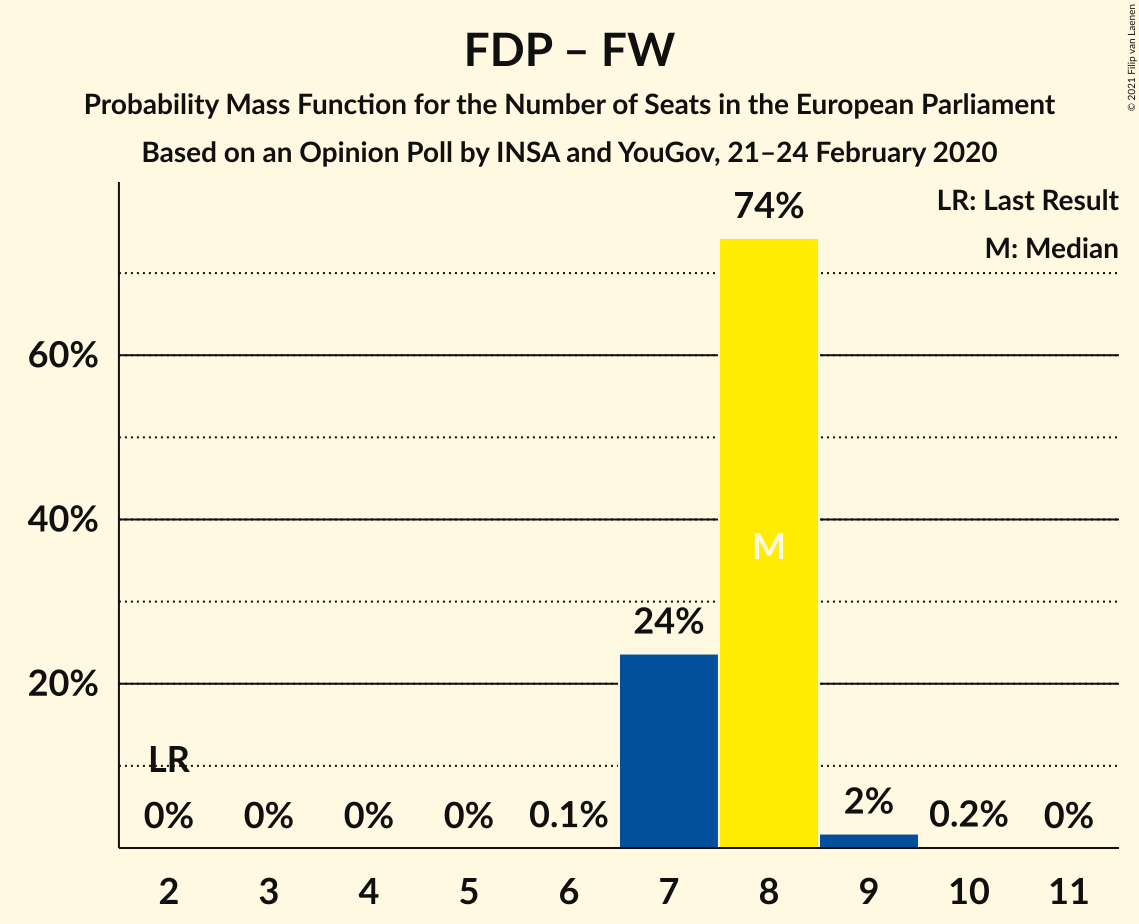 FDP – FW
Probability Mass Function for the Number of Seats in the European Parliament
Based on an Opinion Poll by INSA and YouGov, 21–24 February 2020
© 2021 Filip van Laenen
LR: Last Result
M: Median
74%
60%
40%
20%
M
24%
LR
0%
0%
0%
0%
0.1%
2%
0.2%
0%
2 3 4 5 6 7 8 9 10 11